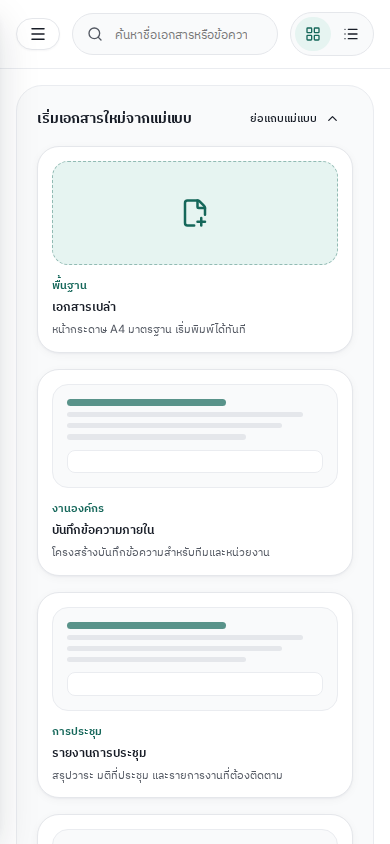 ค้นหาชื่อเอกสารหรือข้อควา
เริ่มเอกสารใหม่จากแม่แบบ
ย่อแถบแม่แบบ
พื้นฐาน
เอกสารเปล่า
หน้ากระดาษ A4 มาตรฐาน เริ่มพิมพ์ได้ทันที
งานองค์กร
บันทึกข้อความภายใน
โครงสร้างบันทึกข้อความสำหรับทีมและหน่วยงาน
การประชุม
รายงานการประชุม
สรุปวาระ มติที่ประชุม และรายการงานที่ต้องติดตาม